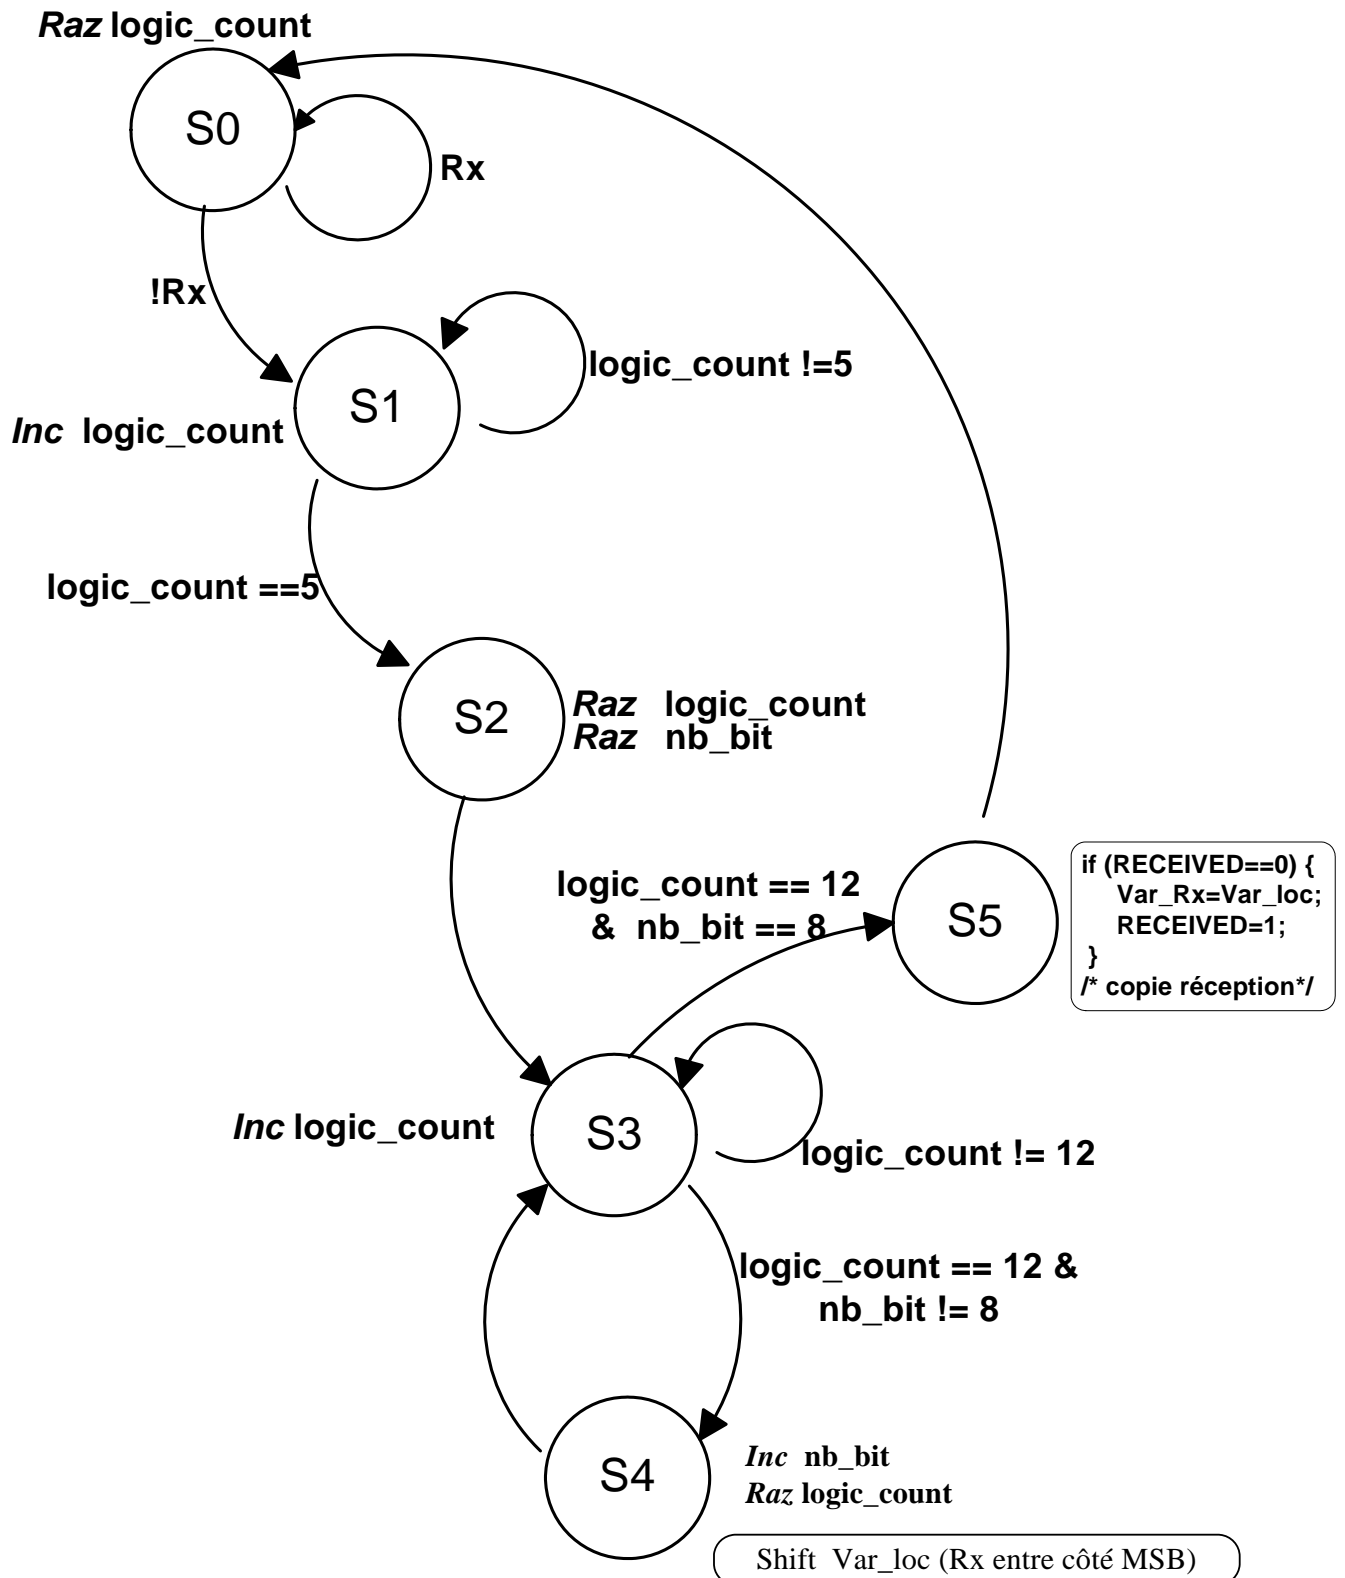 Raz logic_count
S0
Rx
!Rx
logic_count !=5
S1
Inc logic_count
logic_count ==5
S2
Raz logic_count
Raz nb_bit
logic_count == 12
& nb_bit == 8
S5
if (RECEIVED==0) {
Var_Rx=Var_loc;
RECEIVED=1;
}
/* copie réception*/
Inc logic_count
S3
logic_count != 12
logic_count == 12 &
nb_bit != 8
S4
Inc nb_bit
Raz logic_count
Shift Var_loc (Rx entre côté MSB)